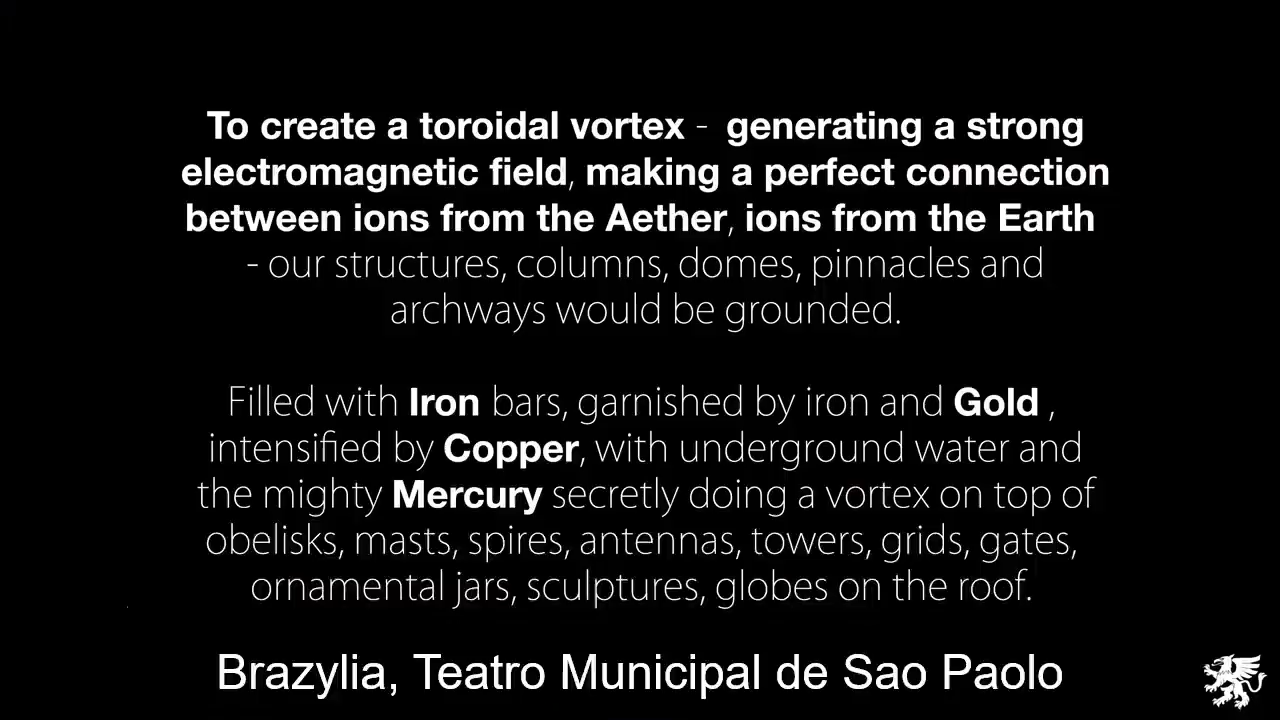 To create a toroidal vortex - generating a strong
electromagnetic field, making a perfect connection
between ions from the Aether, ions from the Earth
- our structures, columns, domes, pinnacles and
archways would be grounded.
Filled with Iron bars, garnished by iron and Gold ,
intensified by Copper, with underground water and
the mighty Mercury secretly doing a vortex on top of
obelisks, masts, spires, antennas, towers, grids, gates,
ornamental jars, sculptures, globes on the roof.
Brazylia, Teatro Municipal de Sao Paolo